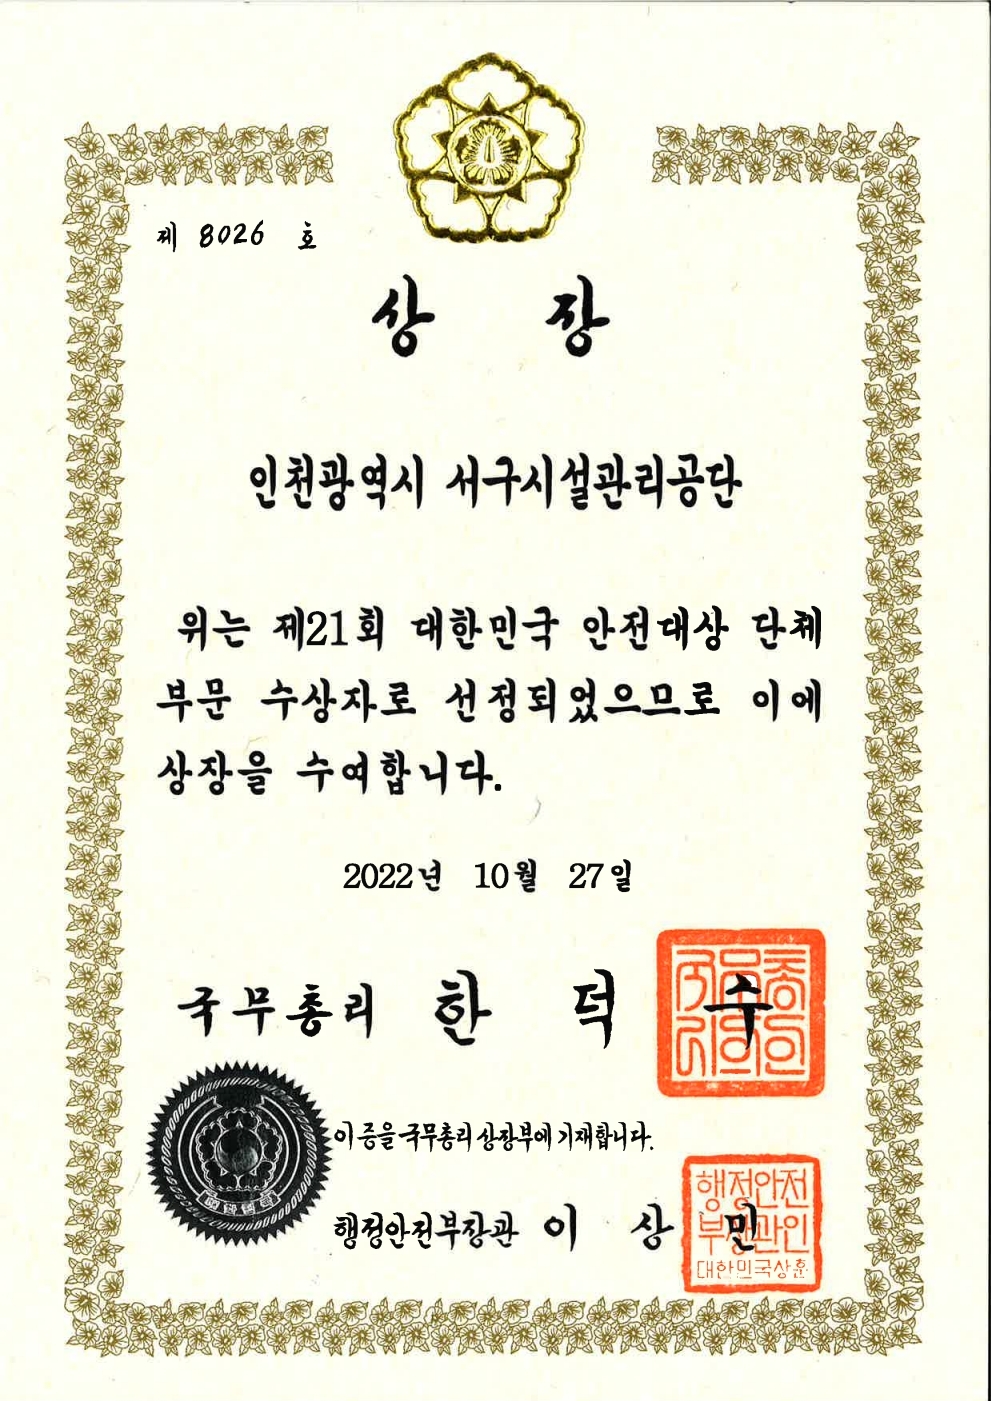 제 8026 호
상 장
인천광역시 서구시설관리공단
위는 제21회 대한민국 안전대상 단체
부문 수상자로 선정되었으므로 이에
상장을 수여합니다.
2022년 10월 27일
국무총리 한 덕 수
이 증을 국무총리 상장부에 기재합니다.
행정안전부장관 이 상 민
행정안전
부장관인
대한민국상훈